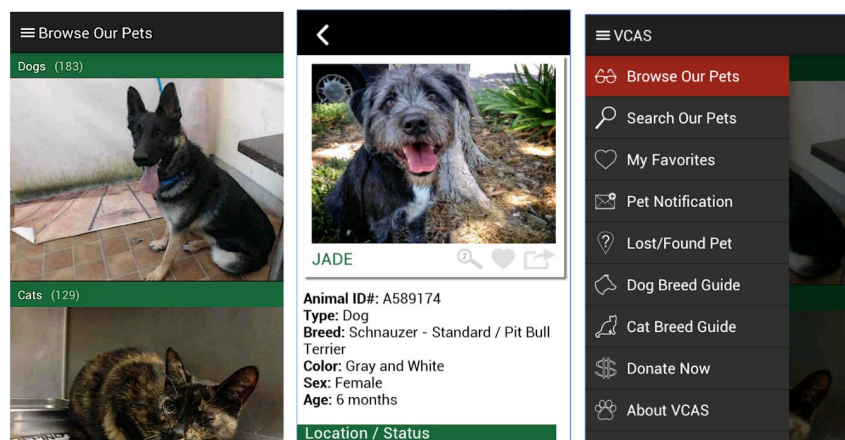 Browse Our Pets
Dogs (183)
Cats (129)
JADE
2
Animal ID#: A589174
Type: Dog
Breed: Schnauzer - Standard / Pit Bull
Terrier
Color: Gray and White
Sex: Female
Age: 6 months
Location / Status
VCAS
Browse Our Pets
Search Our Pets
My Favorites
Pet Notification
Lost/Found Pet
Dog Breed Guide
Cat Breed Guide
Donate Now
About VCAS